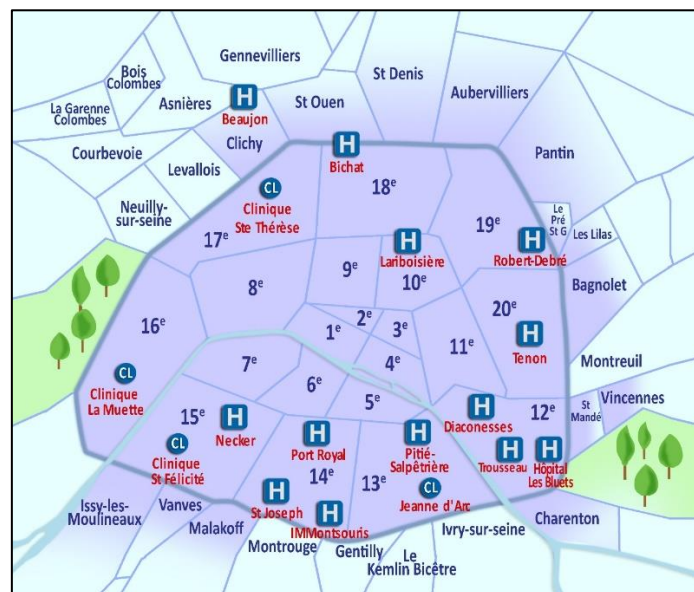 Gennevilliers
Bois
Colombes
St Denis
Aubervilliers
La Garenne
Colombes
Asnières
H
Beaujon
St Ouen
Courbevoie
Clichy
H
Bichat
Pantin
Levallois
CL
Clinique
Ste Thérèse
18e
Neuilly-
sur-seine
17e
19e
Le
Pré
St G
Les Lilas
H
Lariboisière
H
Robert-Debré
9e
10e
8e
Bagnolet
16e
20e
2e
1e
3e
H
Tenon
11e
7e
4e
Montreuil
CL
Clinique
La Muette
6e
5e
15e
H
Necker
H
Diaconesses
12e
St
Mandé
Vincennes
CL
Clinique
St Félicité
H
Port Royal
H
Pitié-
Salpêtrière
H
Trousseau
H
Hôpital
Les Bluets
14e
13e
CL
Jeanne d'Arc
H
St Joseph
H
IMMontsouris
Issy-les-
Moulineaux
Vanves
Malakoff
Montrouge
Gentilly
Le
Kemlin Bicêtre
Ivry-sur-seine
Charenton